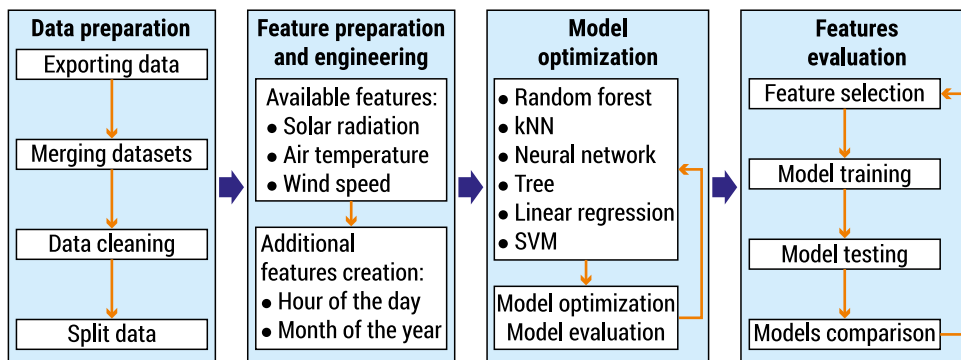 Data preparation
Exporting data
Merging datasets
Data cleaning
Split data
Feature preparation
and engineering
Available features:
● Solar radiation
● Air temperature
● Wind speed
Additional
features creation:
● Hour of the day
● Month of the year
Model
optimization
● Random forest
● kNN
● Neural network
● Tree
● Linear regression
● SVM
Model optimization
Model evaluation
Features
evaluation
Feature selection
Model training
Model testing
Models comparison